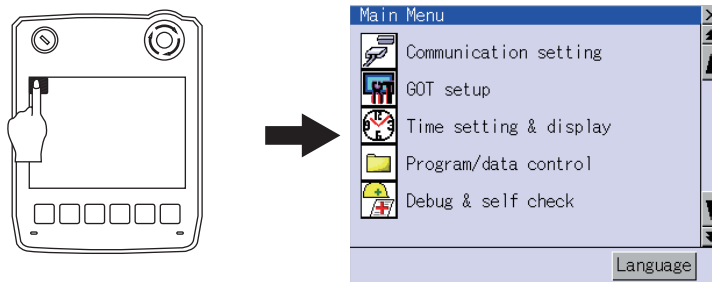 Main Menu
Communication setting
GOT setup
Time setting & display
Program/data control
Debug & self check
Language